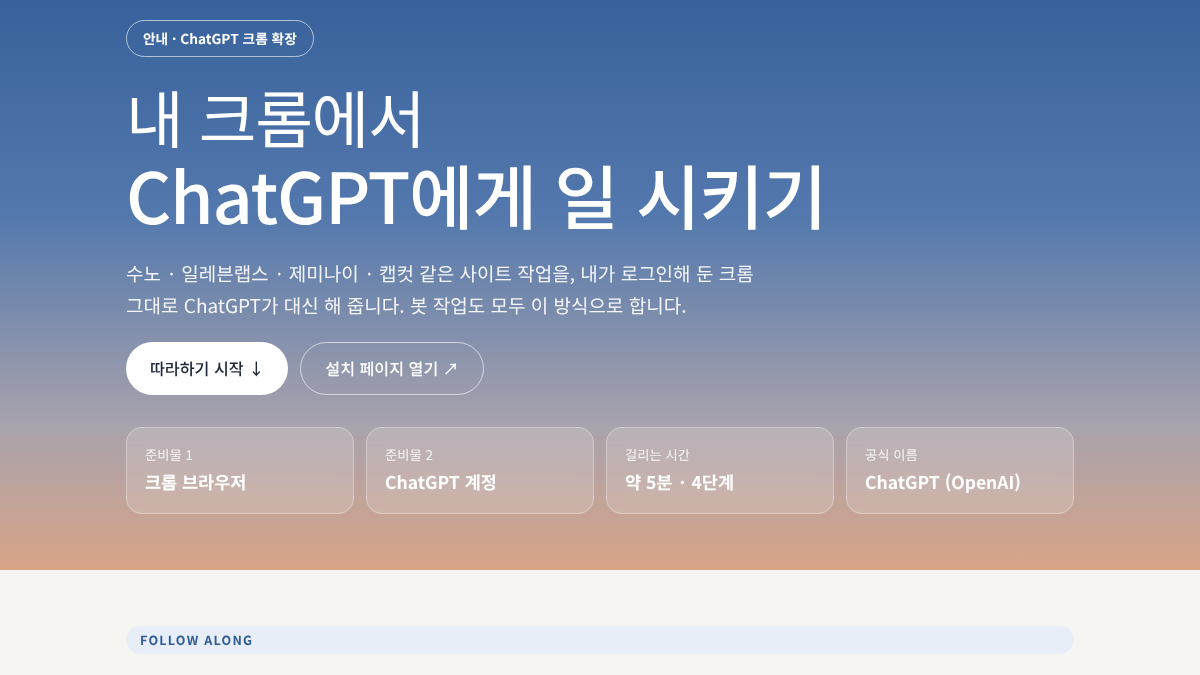 안내 · ChatGPT 크롬 확장
내 크롬에서
ChatGPT에게 일 시키기
수노 · 일레븐랩스 · 제미나이 · 캡컷 같은 사이트 작업을, 내가 로그인해 둔 크롬
그대로 ChatGPT가 대신 해 줍니다. 봇 작업도 모두 이 방식으로 합니다.
따라하기 시작 ↓
설치 페이지 열기 ↗
준비물 1
크롬 브라우저
준비물 2
ChatGPT 계정
걸리는 시간
약 5분 · 4단계
공식 이름
ChatGPT (OpenAI)
FOLLOW ALONG